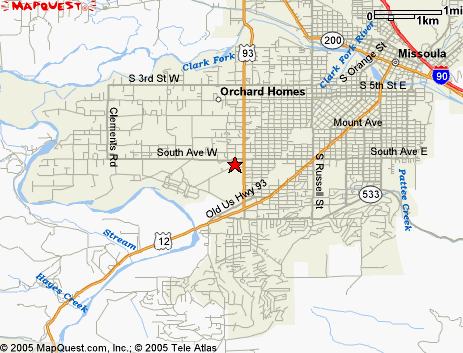 MAPQUEST
1mi
1km
200
93
Clark Fork
Clark Fork River
S Orange St
Missoula
90
S 3rd St W
S 5th St E
Orchard Homes
Clements Rd
Mount Ave
South Ave W
South Ave E
S Russell St
Old Us Hwy 93
533
Pattee Creek
Stream
12
Hayes Creek
© 2005 MapQuest.com, Inc.; © 2005 Tele Atlas